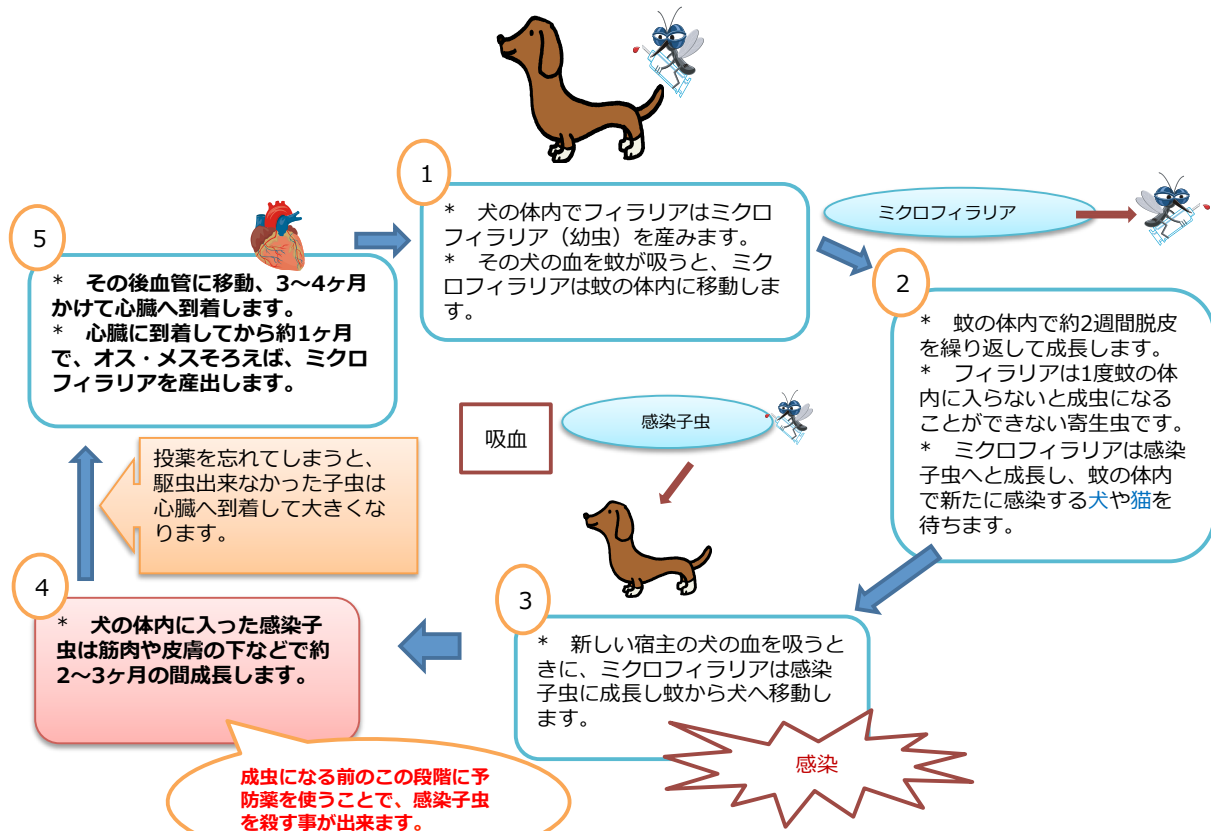 1
* 犬の体内でフィラリアはミクロ
フィラリア（幼虫）を産みます。
* その犬の血を蚊が吸うと、ミク
ロフィラリアは蚊の体内に移動しま
す。
ミクロフィラリア
2
* 蚊の体内で約2週間脱皮
を繰り返して成長します。
* フィラリアは1度蚊の体
内に入らないと成虫になる
ことができない寄生虫です。
* ミクロフィラリアは感染
子虫へと成長し、蚊の体内
で新たに感染する犬や猫を
待ちます。
吸血
感染子虫
3
* 新しい宿主の犬の血を吸うと
きに、ミクロフィラリアは感染
子虫に成長し蚊から犬へ移動し
ます。
感染
4
* 犬の体内に入った感染子
虫は筋肉や皮膚の下などで約
2〜3ヶ月の間成長します。
成虫になる前のこの段階に予
防薬を使うことで、感染子虫
を殺す事が出来ます。
投薬を忘れてしまうと、
駆虫出来なかった子虫は
心臓へ到着して大きくな
ります。
5
* その後血管に移動、3〜4ヶ月
かけて心臓へ到着します。
* 心臓に到着してから約1ヶ月
で、オス・メスそろえば、ミクロ
フィラリアを産出します。